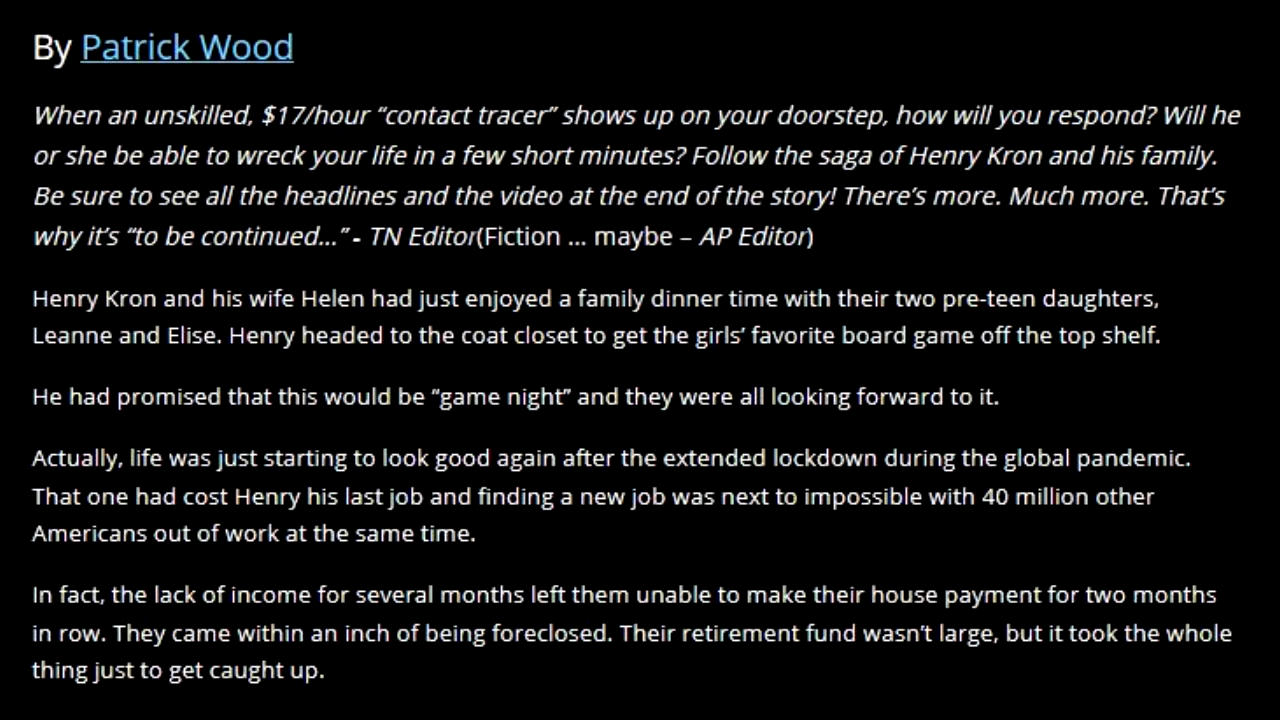 By Patrick Wood
When an unskilled, $17/hour “contact tracer” shows up on your doorstep, how will you respond? Will he
or she be able to wreck your life in a few short minutes? Follow the saga of Henry Kron and his family.
Be sure to see all the headlines and the video at the end of the story! There’s more. Much more. That’s
why it’s “to be continued…” - TN Editor(Fiction ... maybe – AP Editor)
Henry Kron and his wife Helen had just enjoyed a family dinner time with their two pre-teen daughters,
Leanne and Elise. Henry headed to the coat closet to get the girls’ favorite board game off the top shelf.
He had promised that this would be “game night” and they were all looking forward to it.
Actually, life was just starting to look good again after the extended lockdown during the global pandemic.
That one had cost Henry his last job and finding a new job was next to impossible with 40 million other
Americans out of work at the same time.
In fact, the lack of income for several months left them unable to make their house payment for two months
in row. They came within an inch of being foreclosed. Their retirement fund wasn’t large, but it took the whole
thing just to get caught up.